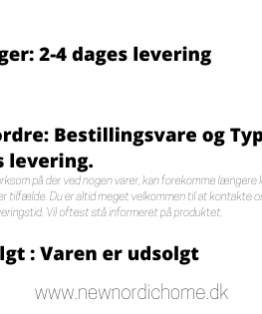 ger: 2-4 dages levering
ordre: Bestillingsvare og Typ
s levering.
rksom på der ved nogen varer, kan forekomme længere
er tilfælde. Du er altid meget velkommen til at kontakte os
eringstid. Vil oftest stå informeret på produktet.
lgt : Varen er udsolgt
www.newnordichome.dk